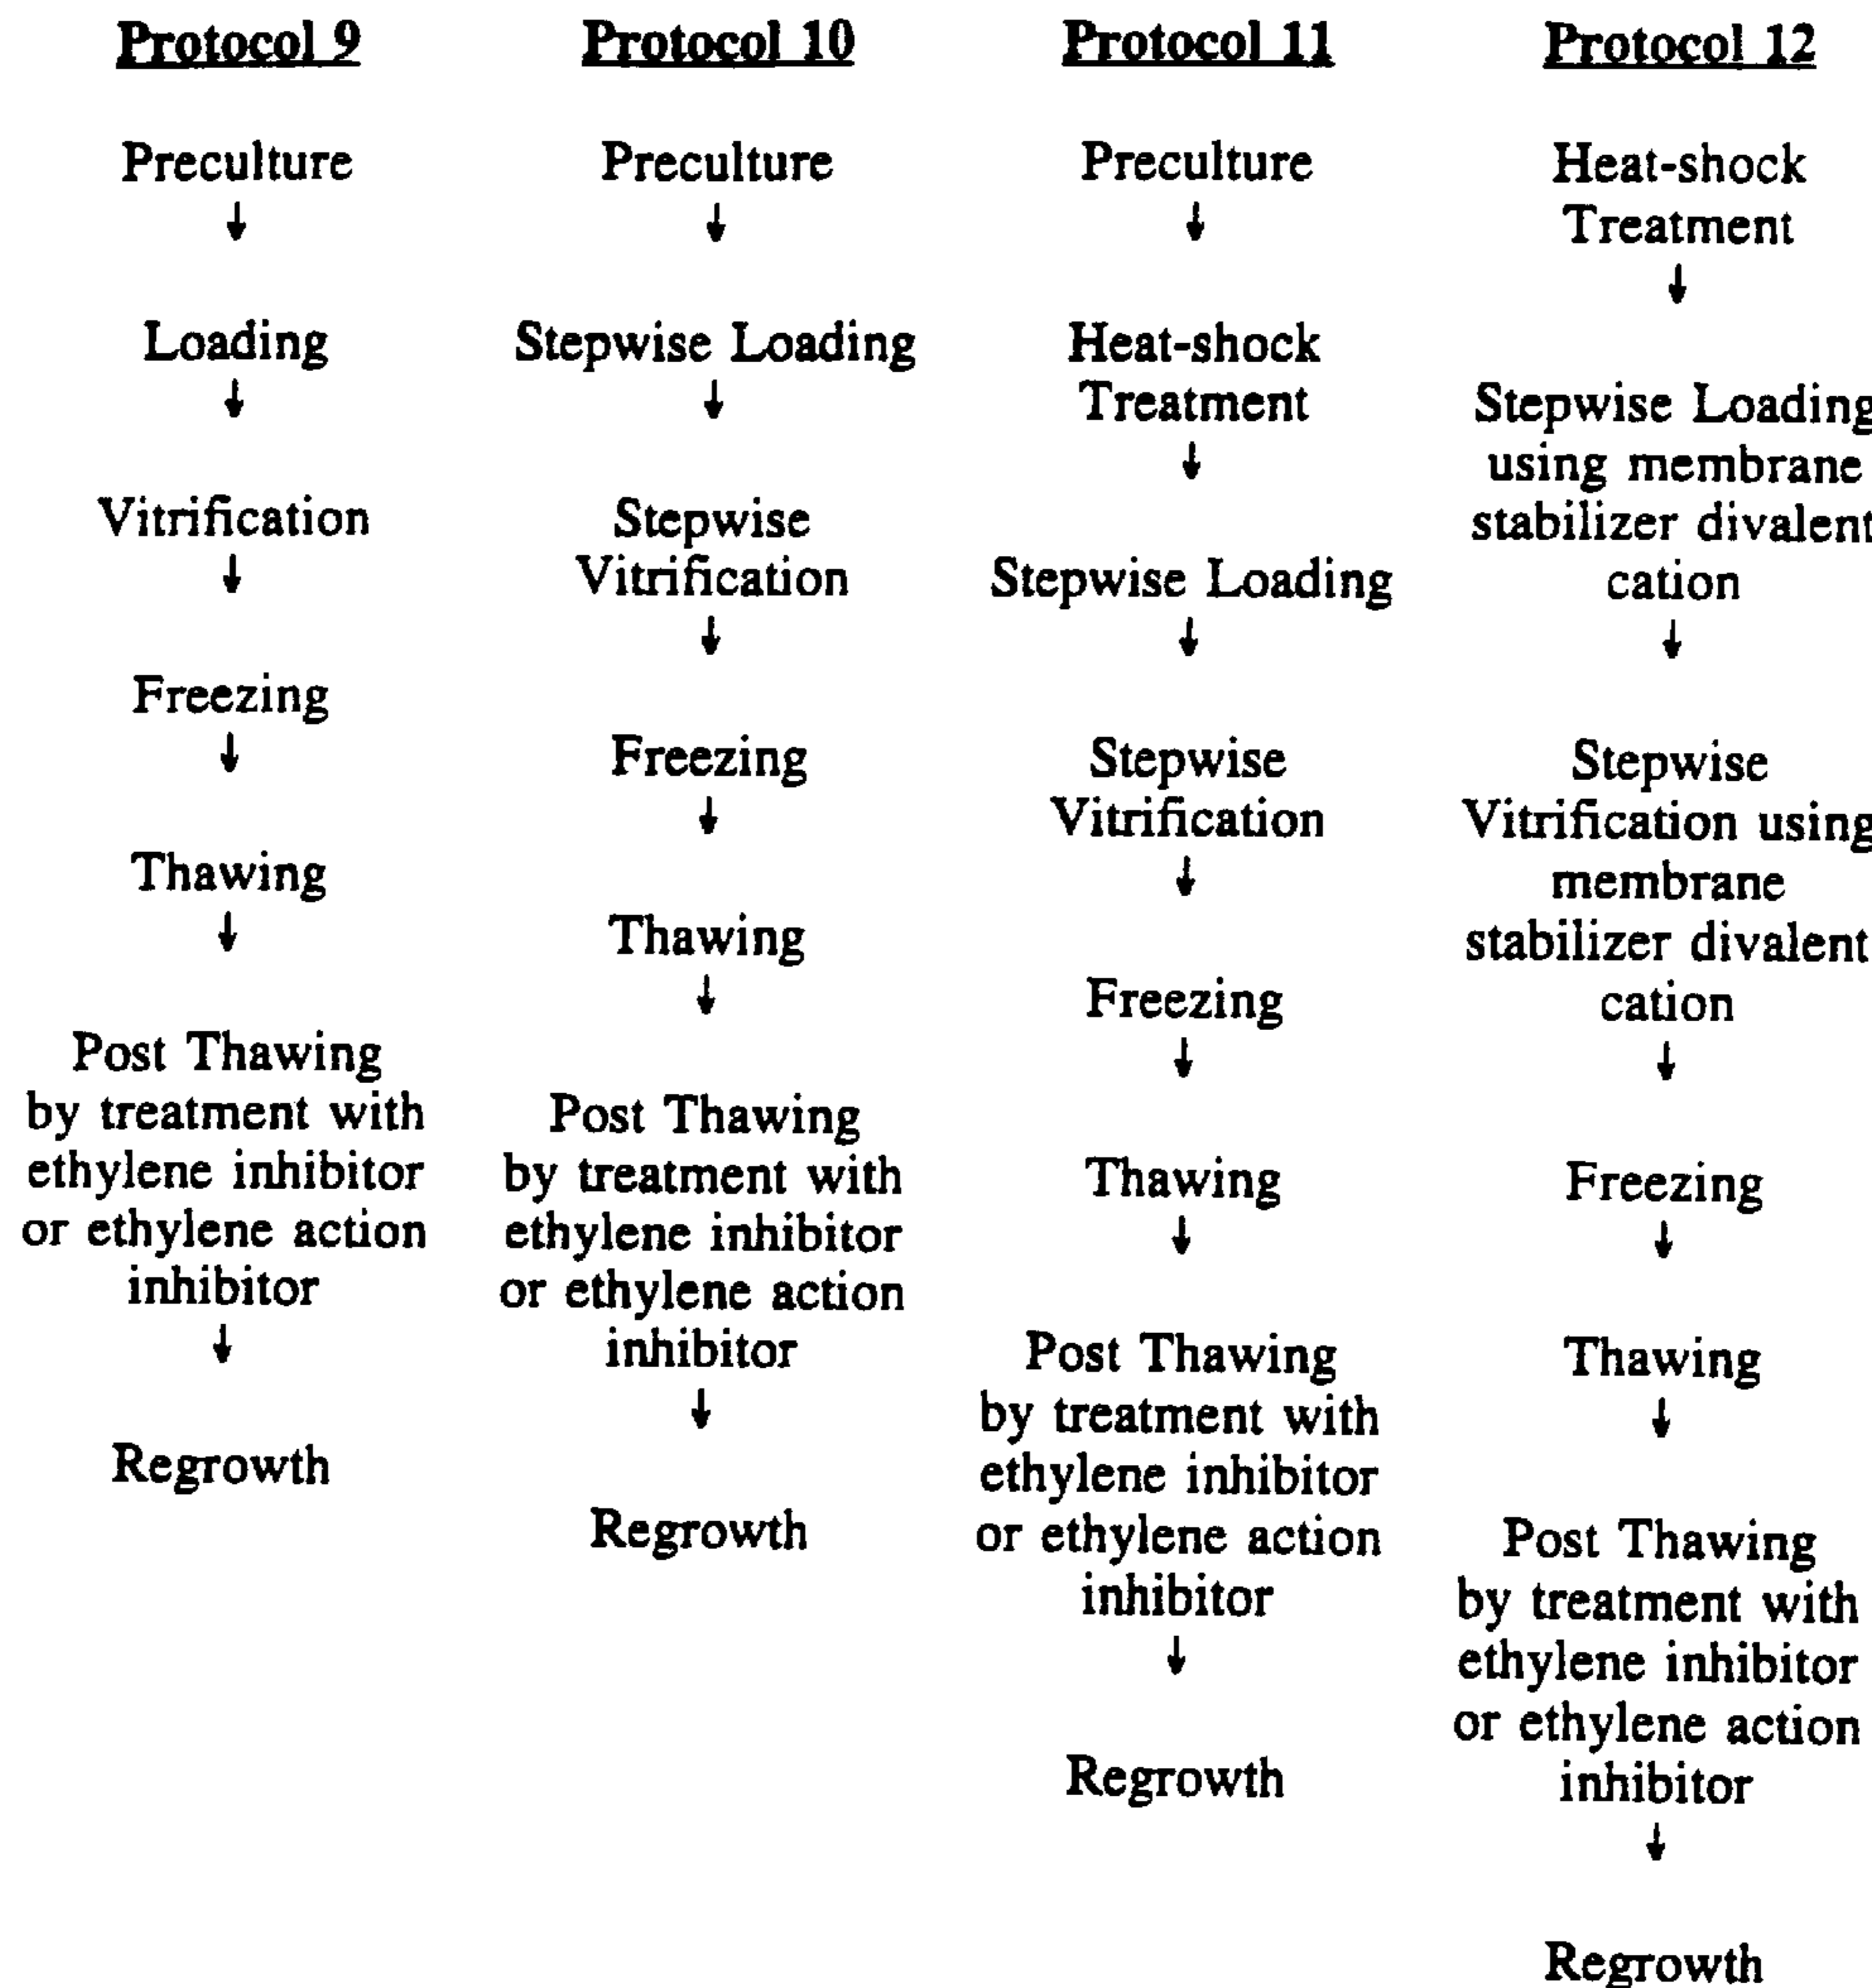 Protocol 9
Preculture
↓
Loading
↓
Vitrification
↓
Freezing
↓
Thawing
↓
Post Thawing
by treatment with
ethylene inhibitor
or ethylene action
inhibitor
↓
Regrowth
Protocol 10
Preculture
↓
Stepwise Loading
↓
Stepwise
Vitrification
↓
Freezing
↓
Thawing
↓
Post Thawing
by treatment with
ethylene inhibitor
or ethylene action
inhibitor
↓
Regrowth
Protocol 11
Preculture
↓
Heat-shock
Treatment
↓
Stepwise Loading
↓
Stepwise
Vitrification
↓
Freezing
↓
Thawing
↓
Post Thawing
by treatment with
ethylene inhibitor
or ethylene action
inhibitor
↓
Regrowth
Protocol 12
Heat-shock
Treatment
↓
Stepwise Loading
using membrane
stabilizer divalent
cation
↓
Stepwise
Vitrification using
membrane
stabilizer divalent
cation
↓
Freezing
↓
Thawing
↓
Post Thawing
by treatment with
ethylene inhibitor
or ethylene action
inhibitor
↓
Regrowth